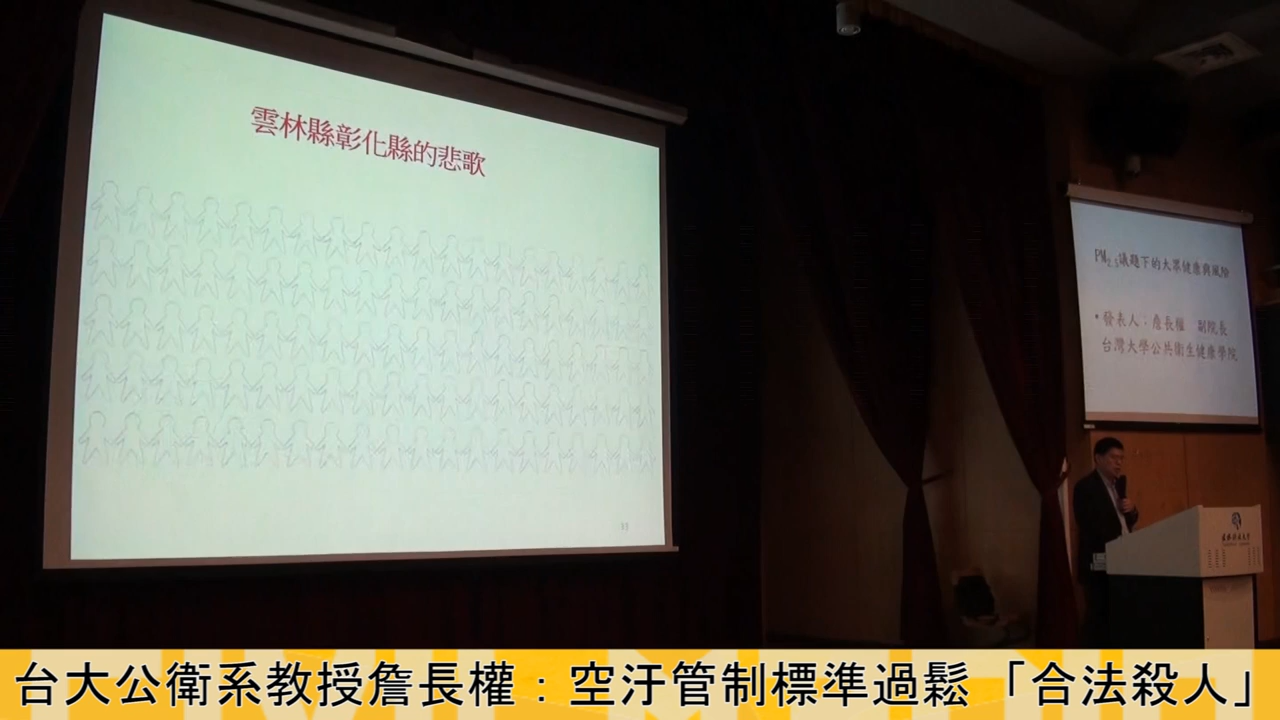 雲林縣彰化縣的悲歌
PM2.5議題下的大眾健康與風險
•發表人：詹長權 副院長
台灣大學公共衛生健康學院
台大公衛系教授詹長權：空汙管制標準過鬆「合法殺人」